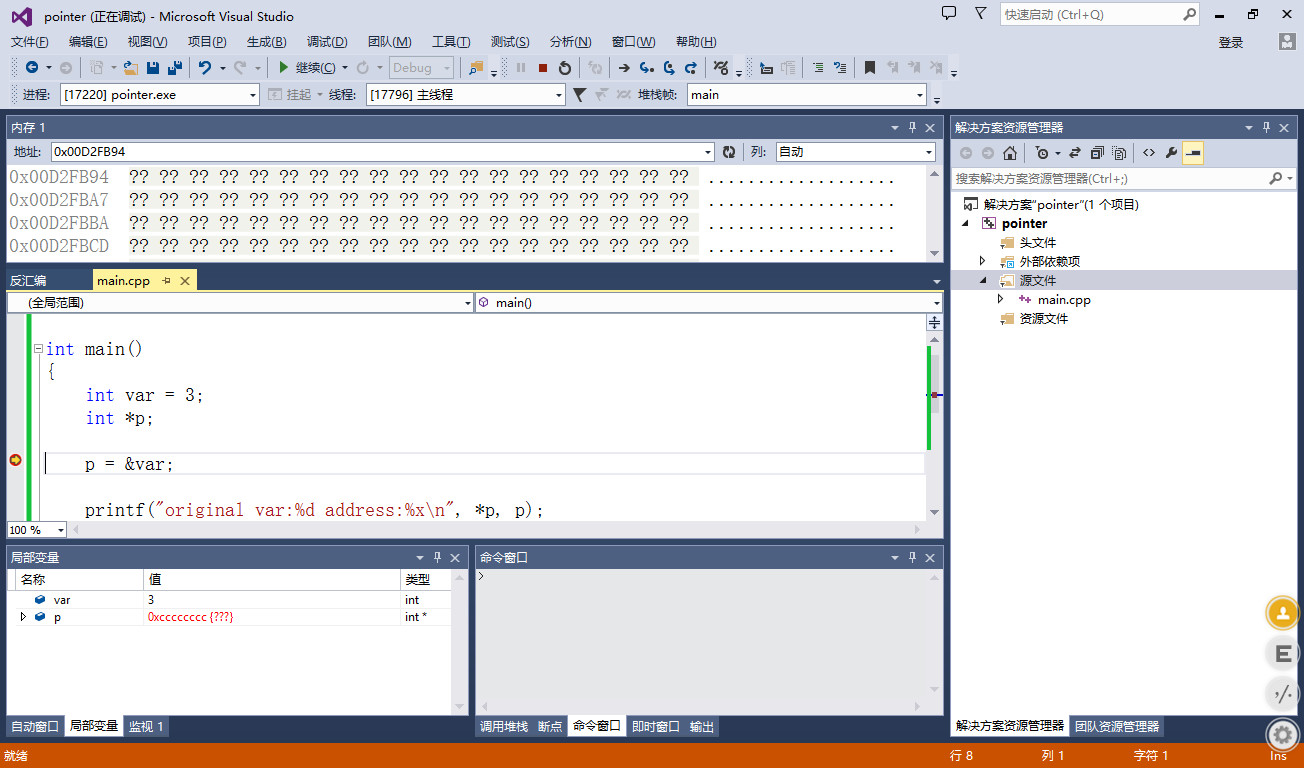 pointer (正在调试) - Microsoft Visual Studio
快速启动 (Ctrl+Q)
文件(F) 编辑(E) 视图(V) 项目(P) 生成(B) 调试(D) 团队(M) 工具(T) 测试(S) 分析(N) 窗口(W) 帮助(H) 登录
继续(C) Debug
进程: [17220] pointer.exe 挂起 线程: [17796] 主线程 堆栈帧: main
内存 1
地址: 0x00D2FB94 列: 自动
0x00D2FB94 ?? ?? ?? ?? ?? ?? ?? ?? ?? ?? ?? ?? ?? ?? ?? ?? ?? ?? ?? ...................
0x00D2FBA7 ?? ?? ?? ?? ?? ?? ?? ?? ?? ?? ?? ?? ?? ?? ?? ?? ?? ?? ?? ...................
0x00D2FBBA ?? ?? ?? ?? ?? ?? ?? ?? ?? ?? ?? ?? ?? ?? ?? ?? ?? ?? ?? ...................
0x00D2FBCD ?? ?? ?? ?? ?? ?? ?? ?? ?? ?? ?? ?? ?? ?? ?? ?? ?? ?? ?? ...................
反汇编 main.cpp
(全局范围) main()
int main()
{
int var = 3;
int *p;
p = &var;
printf("original var:%d address:%x\n", *p, p);
100 %
局部变量
名称 值 类型
var 3 int
p 0xcccccccc {???} int *
自动窗口 局部变量 监视 1
命令窗口
>
调用堆栈 断点 命令窗口 即时窗口 输出
解决方案资源管理器
搜索解决方案资源管理器(Ctrl+;)
解决方案"pointer"(1 个项目)
pointer
头文件
外部依赖项
源文件
main.cpp
资源文件
解决方案资源管理器 团队资源管理器
E
就绪 行 8 列 1 字符 1 Ins